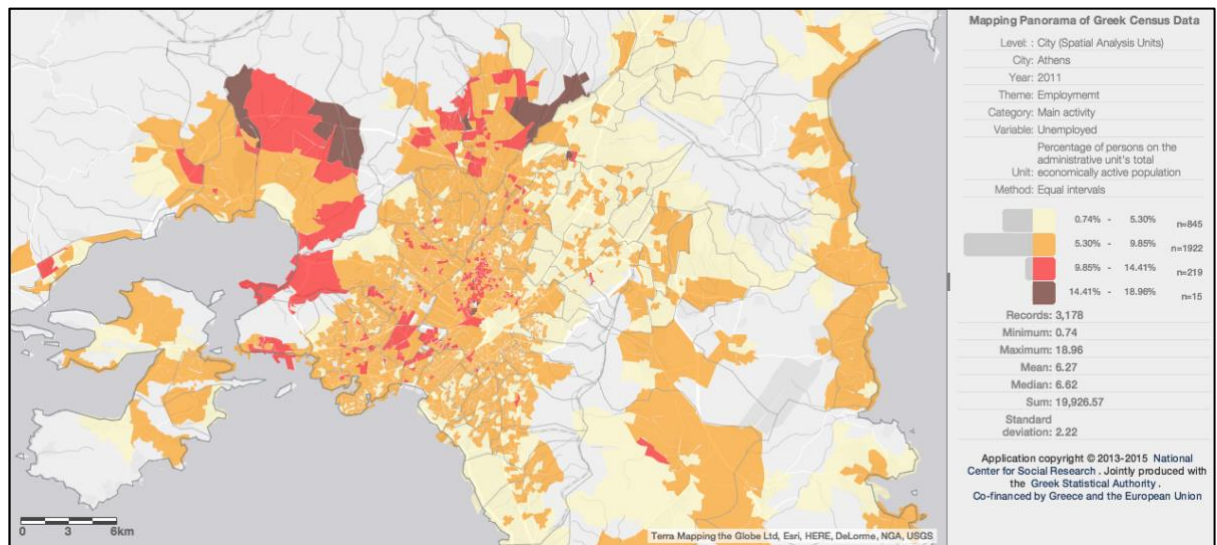 Mapping Panorama of Greek Census Data
Level: : City (Spatial Analysis Units)
City: Athens
Year: 2011
Theme: Employmemt
Category: Main activity
Variable: Unemployed
Unit: Percentage of persons on the
administrative unit's total
economically active population
Method: Equal intervals
0.74% - 5.30% n=845
5.30% - 9.85% n=1922
9.85% - 14.41% n=219
14.41% - 18.96% n=15
Records: 3,178
Minimum: 0.74
Maximum: 18.96
Mean: 6.27
Median: 6.62
Sum: 19,926.57
Standard
deviation: 2.22
Application copyright © 2013-2015 National
Center for Social Research . Jointly produced with
the Greek Statistical Authority .
Co-financed by Greece and the European Union
0 3 6km
Terra Mapping the Globe Ltd, Esri, HERE, DeLorme, NGA, USGS